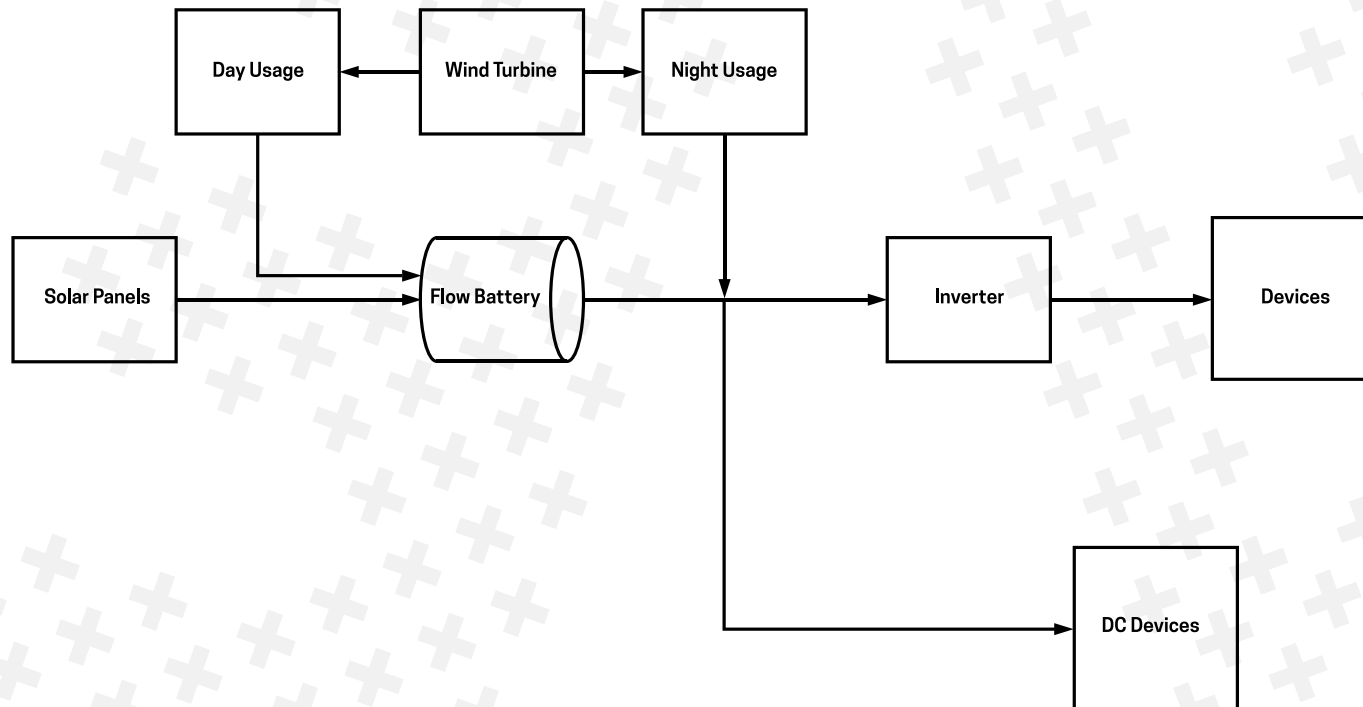 Day Usage
Wind Turbine
Night Usage
Solar Panels
Flow Battery
Inverter
Devices
DC Devices